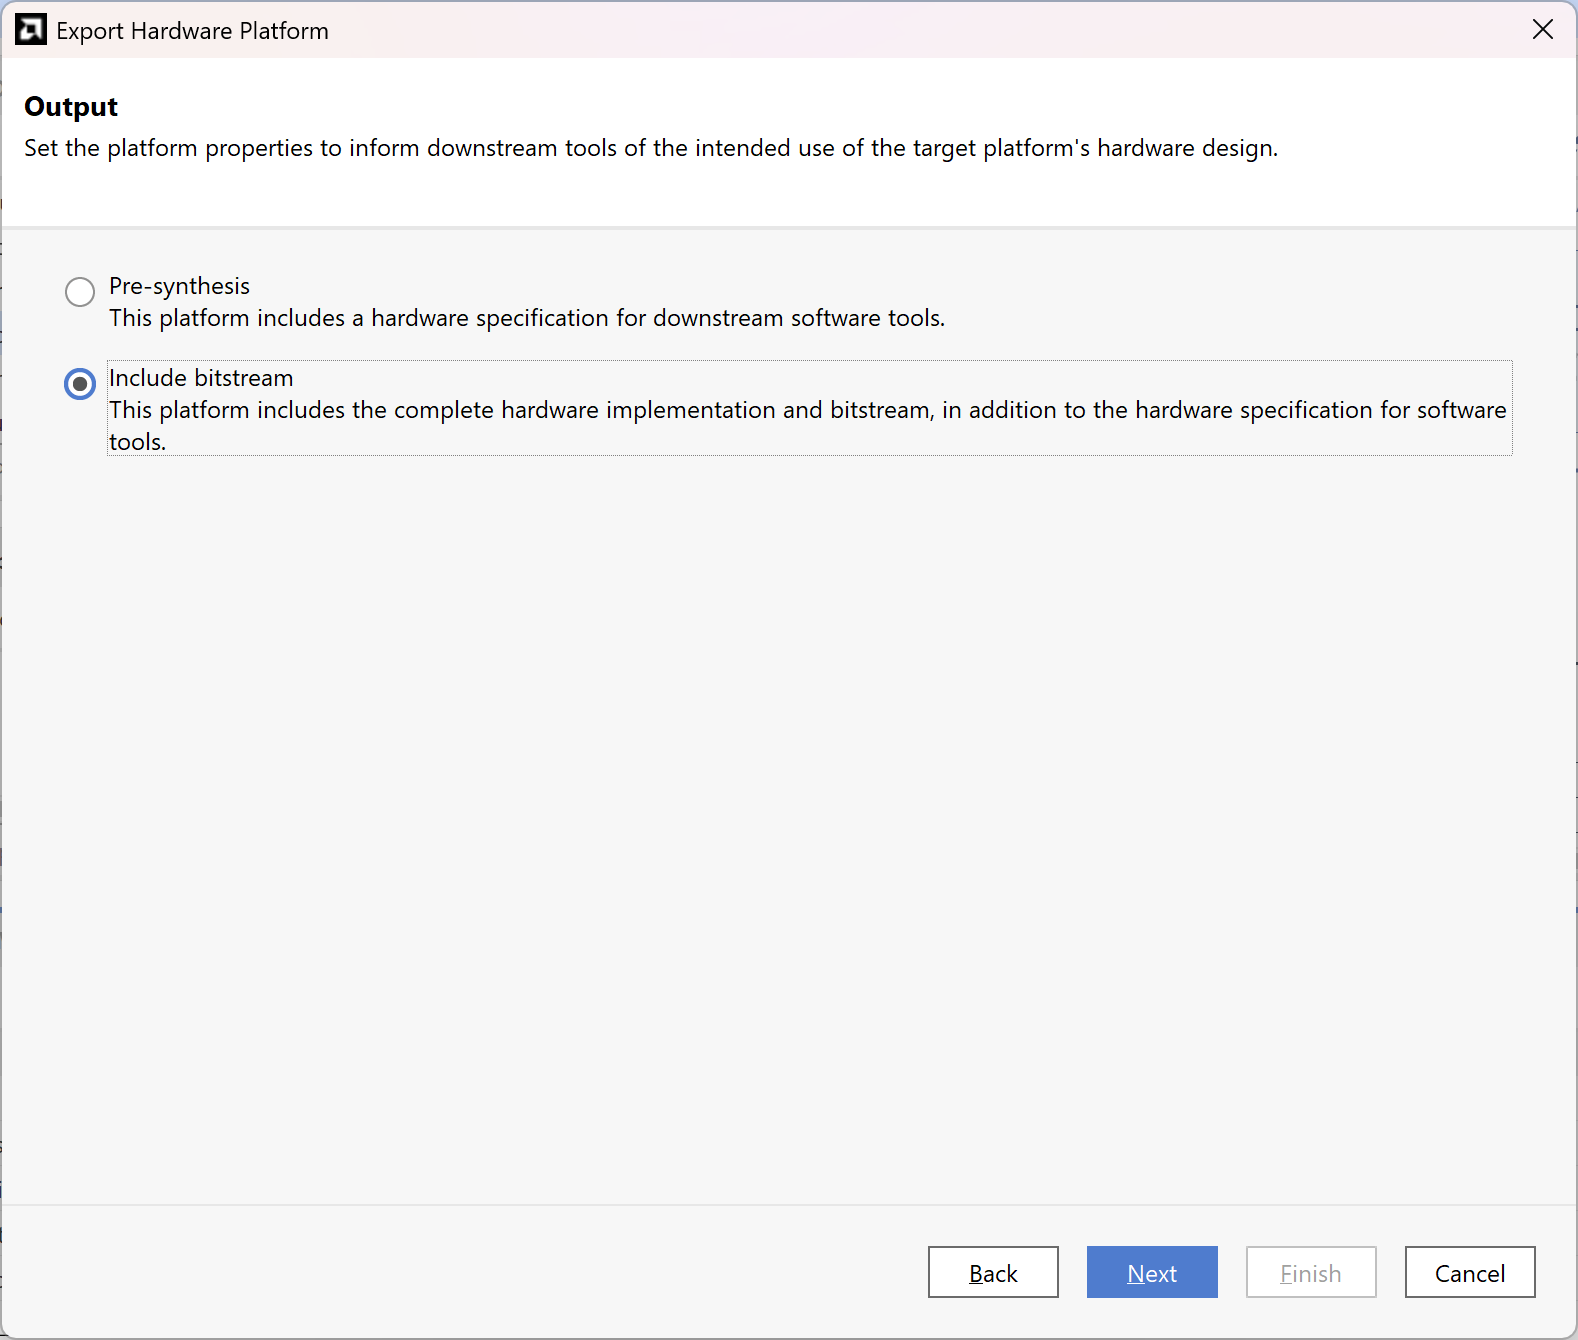 Export Hardware Platform
Output
Set the platform properties to inform downstream tools of the intended use of the target platform's hardware design.
Pre-synthesis
This platform includes a hardware specification for downstream software tools.
Include bitstream
This platform includes the complete hardware implementation and bitstream, in addition to the hardware specification for software
tools.
Back
Next
Finish
Cancel